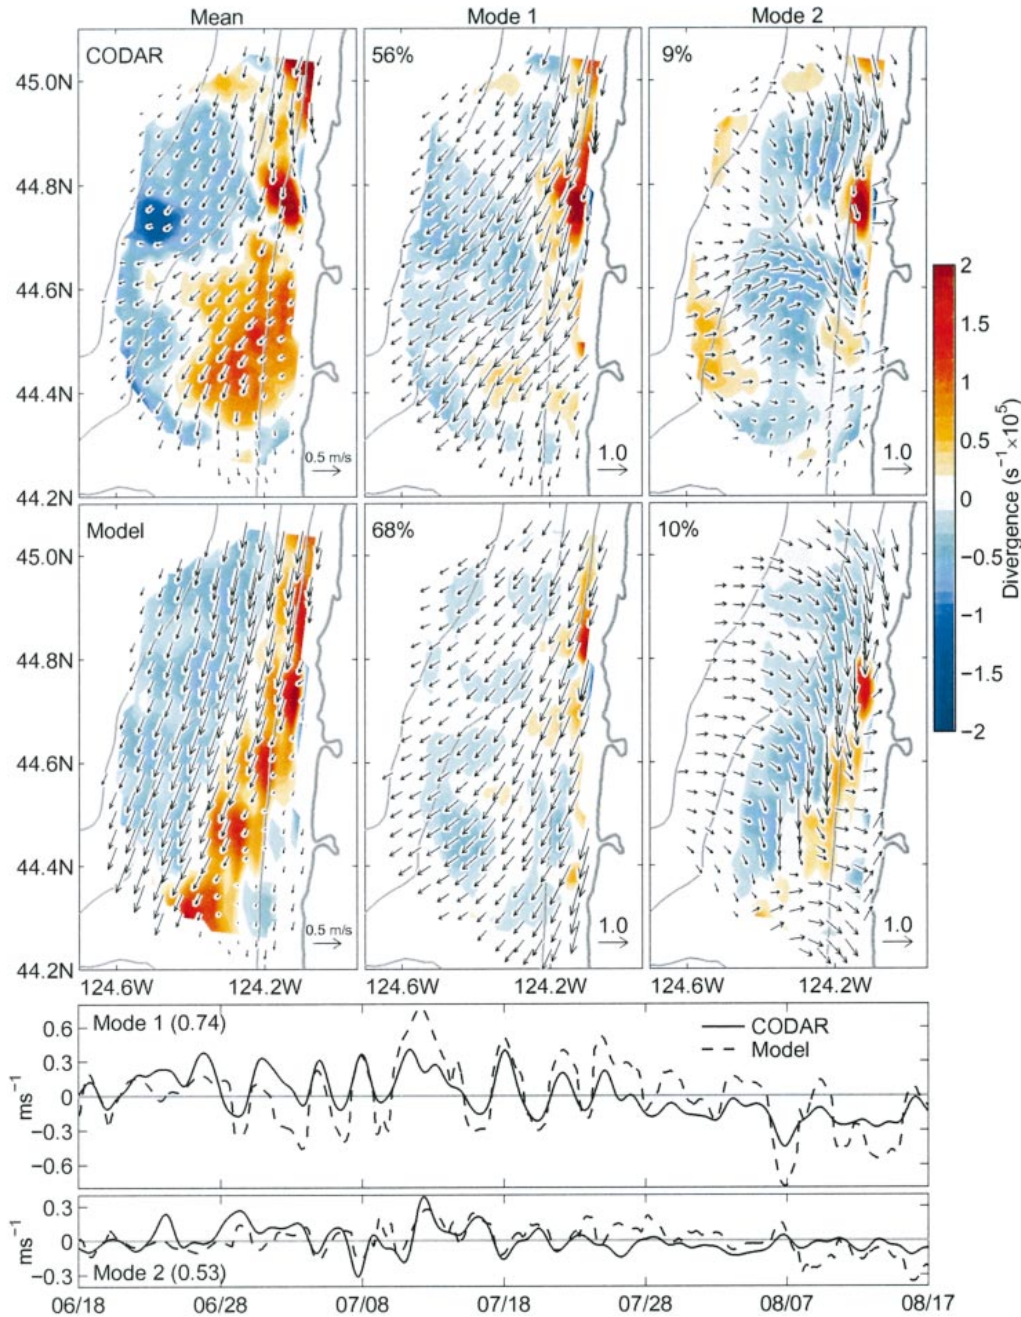 Mean Mode 1 Mode 2
CODAR 56% 9%
45.0N
44.8N
44.6N
44.4N
44.2N
0.5 m/s 1.0 1.0
Model 68% 10%
45.0N
44.8N
44.6N
44.4N
44.2N
0.5 m/s 1.0 1.0
124.6W 124.2W 124.6W 124.2W 124.6W 124.2W
2
1.5
1
0.5
0
−0.5
−1
−1.5
−2
Divergence (s⁻¹×10⁵)
Mode 1 (0.74)
CODAR
Model
0.6
0.3
0
−0.3
−0.6
ms⁻¹
0.3
0
−0.3
ms⁻¹
Mode 2 (0.53)
06/18 06/28 07/08 07/18 07/28 08/07 08/17